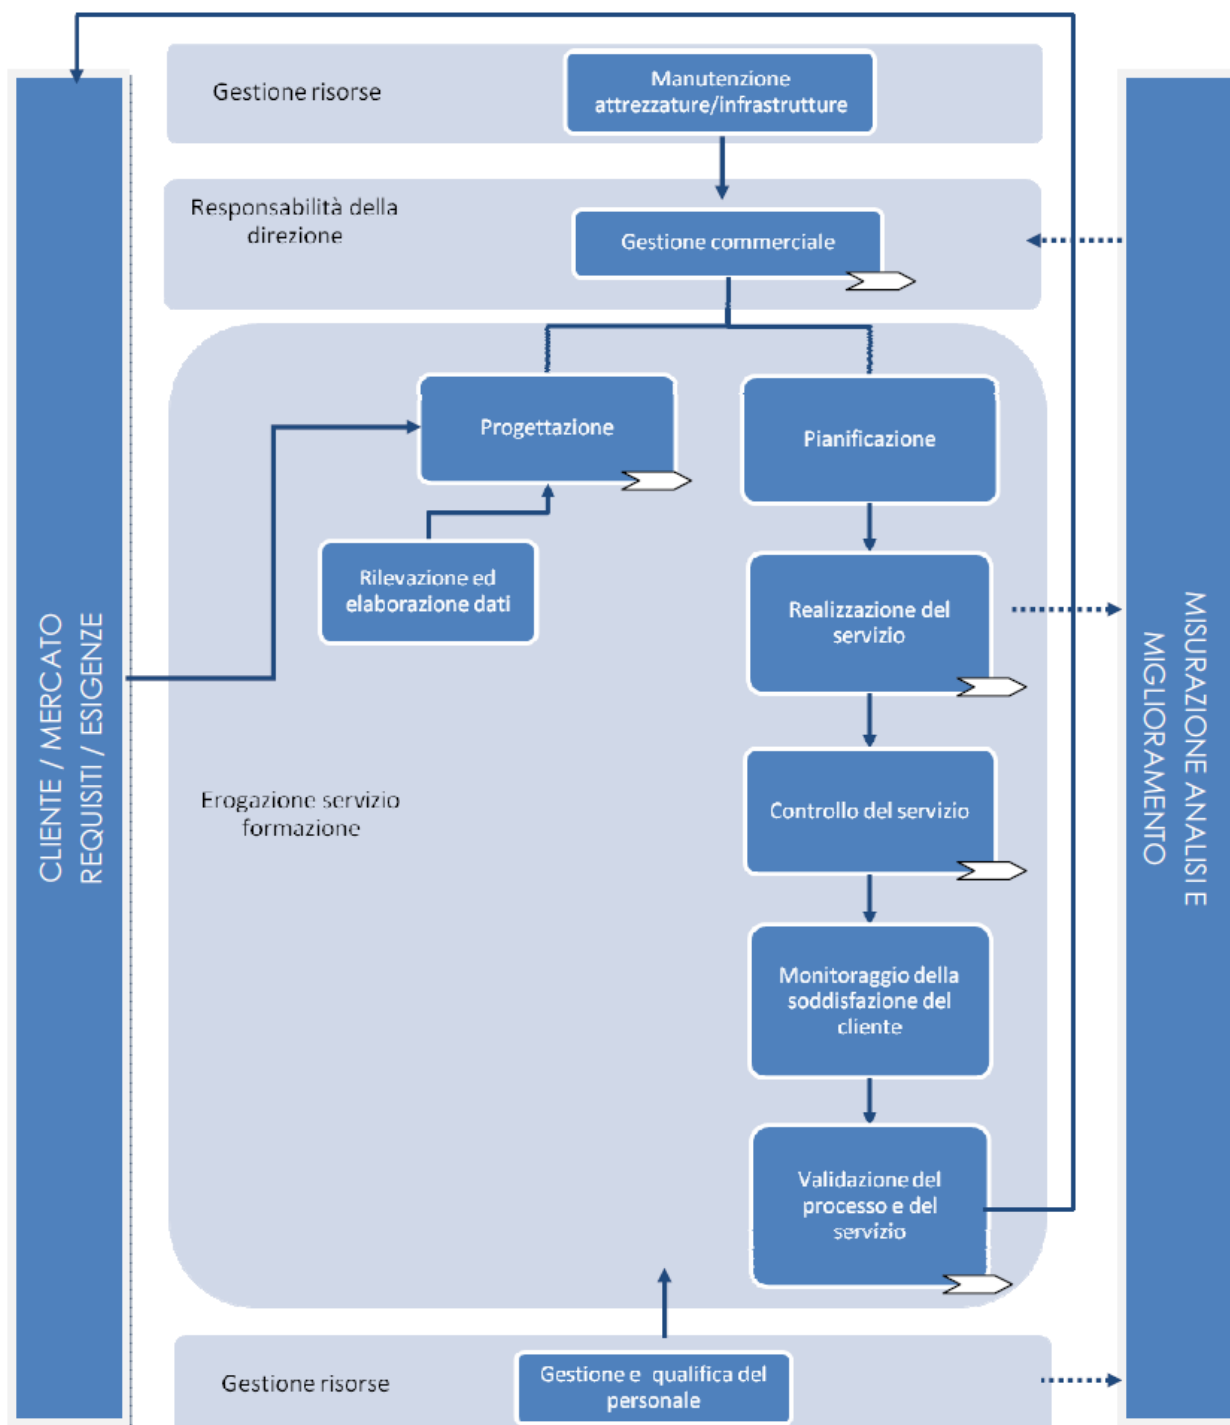 Gestione risorse
Manutenzione
attrezzature/infrastrutture
Responsabilità della
direzione
Gestione commerciale
Progettazione
Pianificazione
Rilevazione ed
elaborazione dati
Realizzazione del
servizio
Erogazione servizio
formazione
Controllo del servizio
Monitoraggio della
soddisfazione del
cliente
Validazione del
processo e del
servizio
Gestione risorse
Gestione e qualifica del
personale
CLIENTE / MERCATO
REQUISITI / ESIGENZE
MISURAZIONE ANALISI E
MIGLIORAMENTO